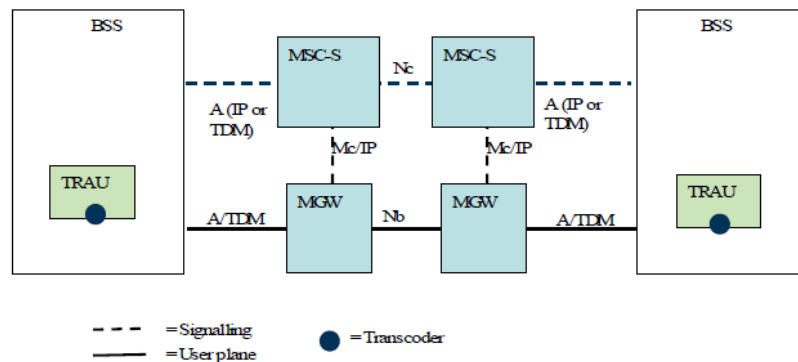 BSS
BSS
MSC-S
Nc
MSC-S
A (IP or
TDM)
A (IP or
TDM)
Mc/IP
Mc/IP
TRAU
TRAU
MGW
MGW
A/TDM
Nb
A/TDM
= Signalling
= User plane
= Transcoder